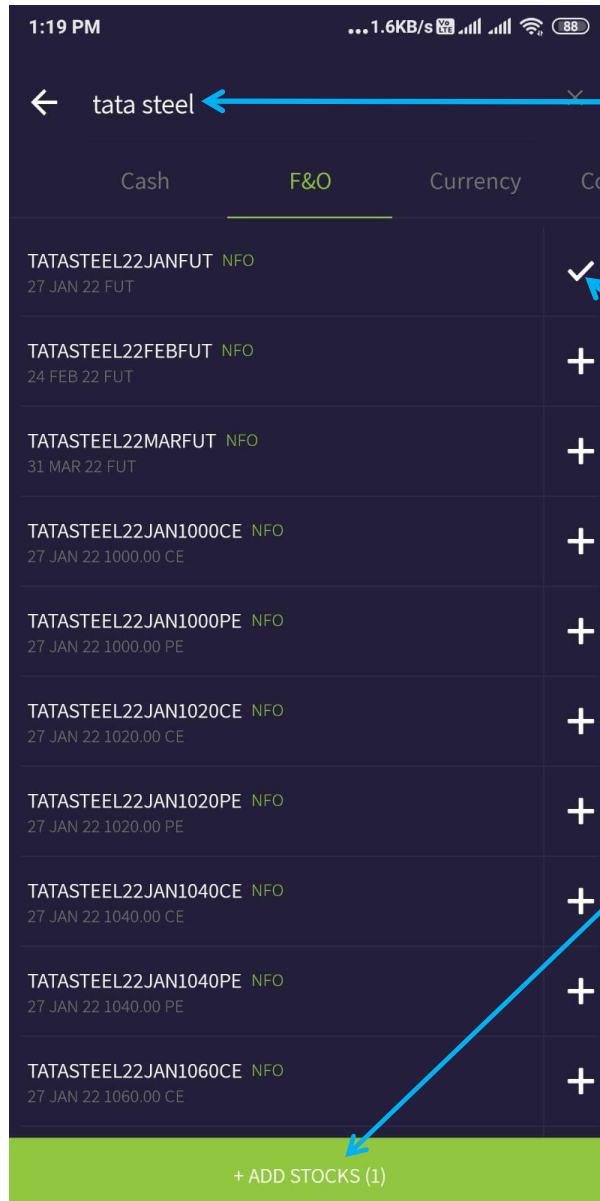 1:19 PM ...1.6KB/s Vo LTE 88
tata steel
Cash F&O Currency Co
TATASTEEL22JANFUT NFO
27 JAN 22 FUT
TATASTEEL22FEBFUT NFO
24 FEB 22 FUT
TATASTEEL22MARFUT NFO
31 MAR 22 FUT
TATASTEEL22JAN1000CE NFO
27 JAN 22 1000.00 CE
TATASTEEL22JAN1000PE NFO
27 JAN 22 1000.00 PE
TATASTEEL22JAN1020CE NFO
27 JAN 22 1020.00 CE
TATASTEEL22JAN1020PE NFO
27 JAN 22 1020.00 PE
TATASTEEL22JAN1040CE NFO
27 JAN 22 1040.00 CE
TATASTEEL22JAN1040PE NFO
27 JAN 22 1040.00 PE
TATASTEEL22JAN1060CE NFO
27 JAN 22 1060.00 CE
+ ADD STOCKS (1)